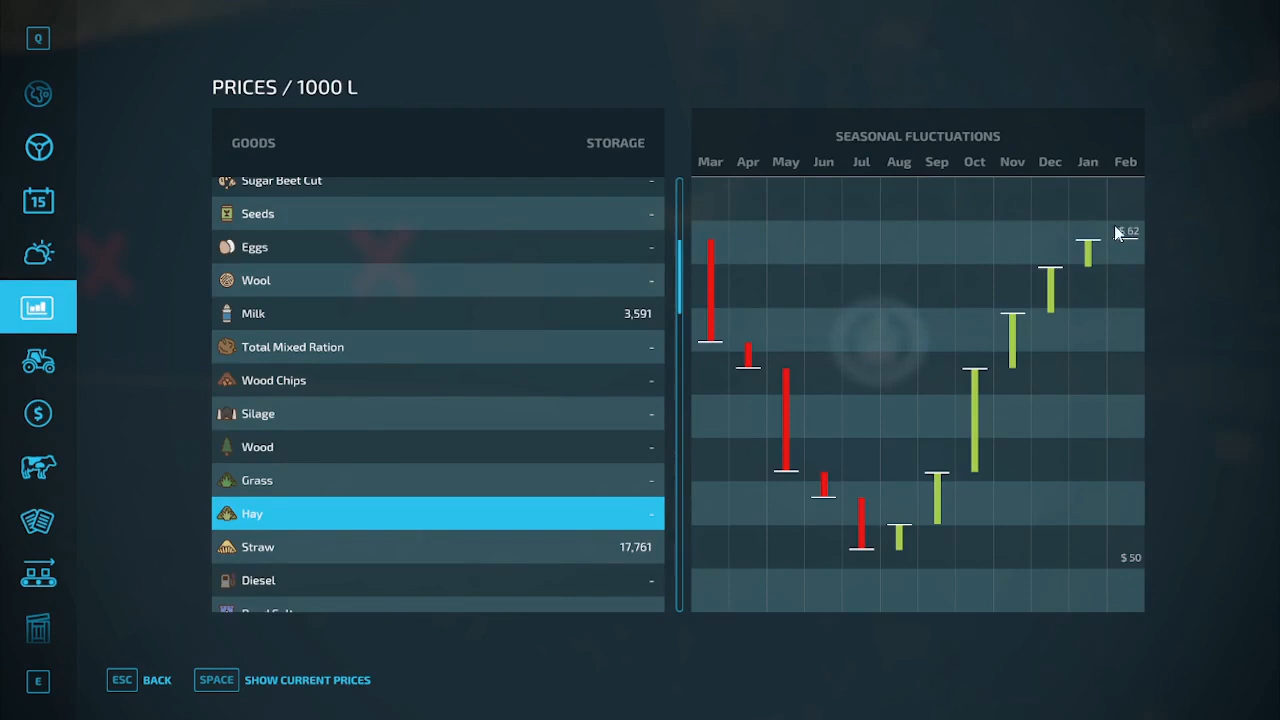 Q
PRICES / 1000 L
GOODS STORAGE
SEASONAL FLUCTUATIONS
Mar Apr May Jun Jul Aug Sep Oct Nov Dec Jan Feb
15
Sugar Beet Cut -
Seeds -
Eggs -
Wool -
Milk 3,591
Total Mixed Ration -
Wood Chips -
Silage -
Wood -
Grass -
Hay -
Straw 17,761
Diesel -
$ 62
$ 50
$
E
ESC BACK SPACE SHOW CURRENT PRICES